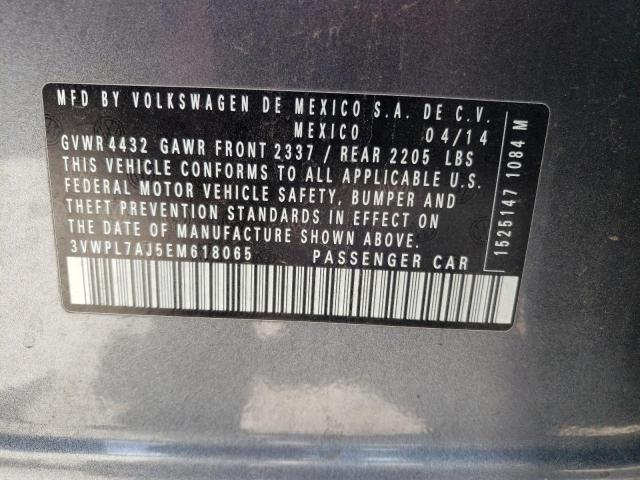 MFD BY VOLKSWAGEN DE MEXICO S.A. DE C.V.
MEXICO 04/14
GVWR 4432 GAWR FRONT 2337 / REAR 2205 LBS
THIS VEHICLE CONFORMS TO ALL APPLICABLE U.S.
FEDERAL MOTOR VEHICLE SAFETY, BUMPER AND
THEFT PREVENTION STANDARDS IN EFFECT ON
THE DATE OF MANUFACTURE SHOWN ABOVE.
3VWPL7AJ5EM618065 PASSENGER CAR
1525147 1084 M